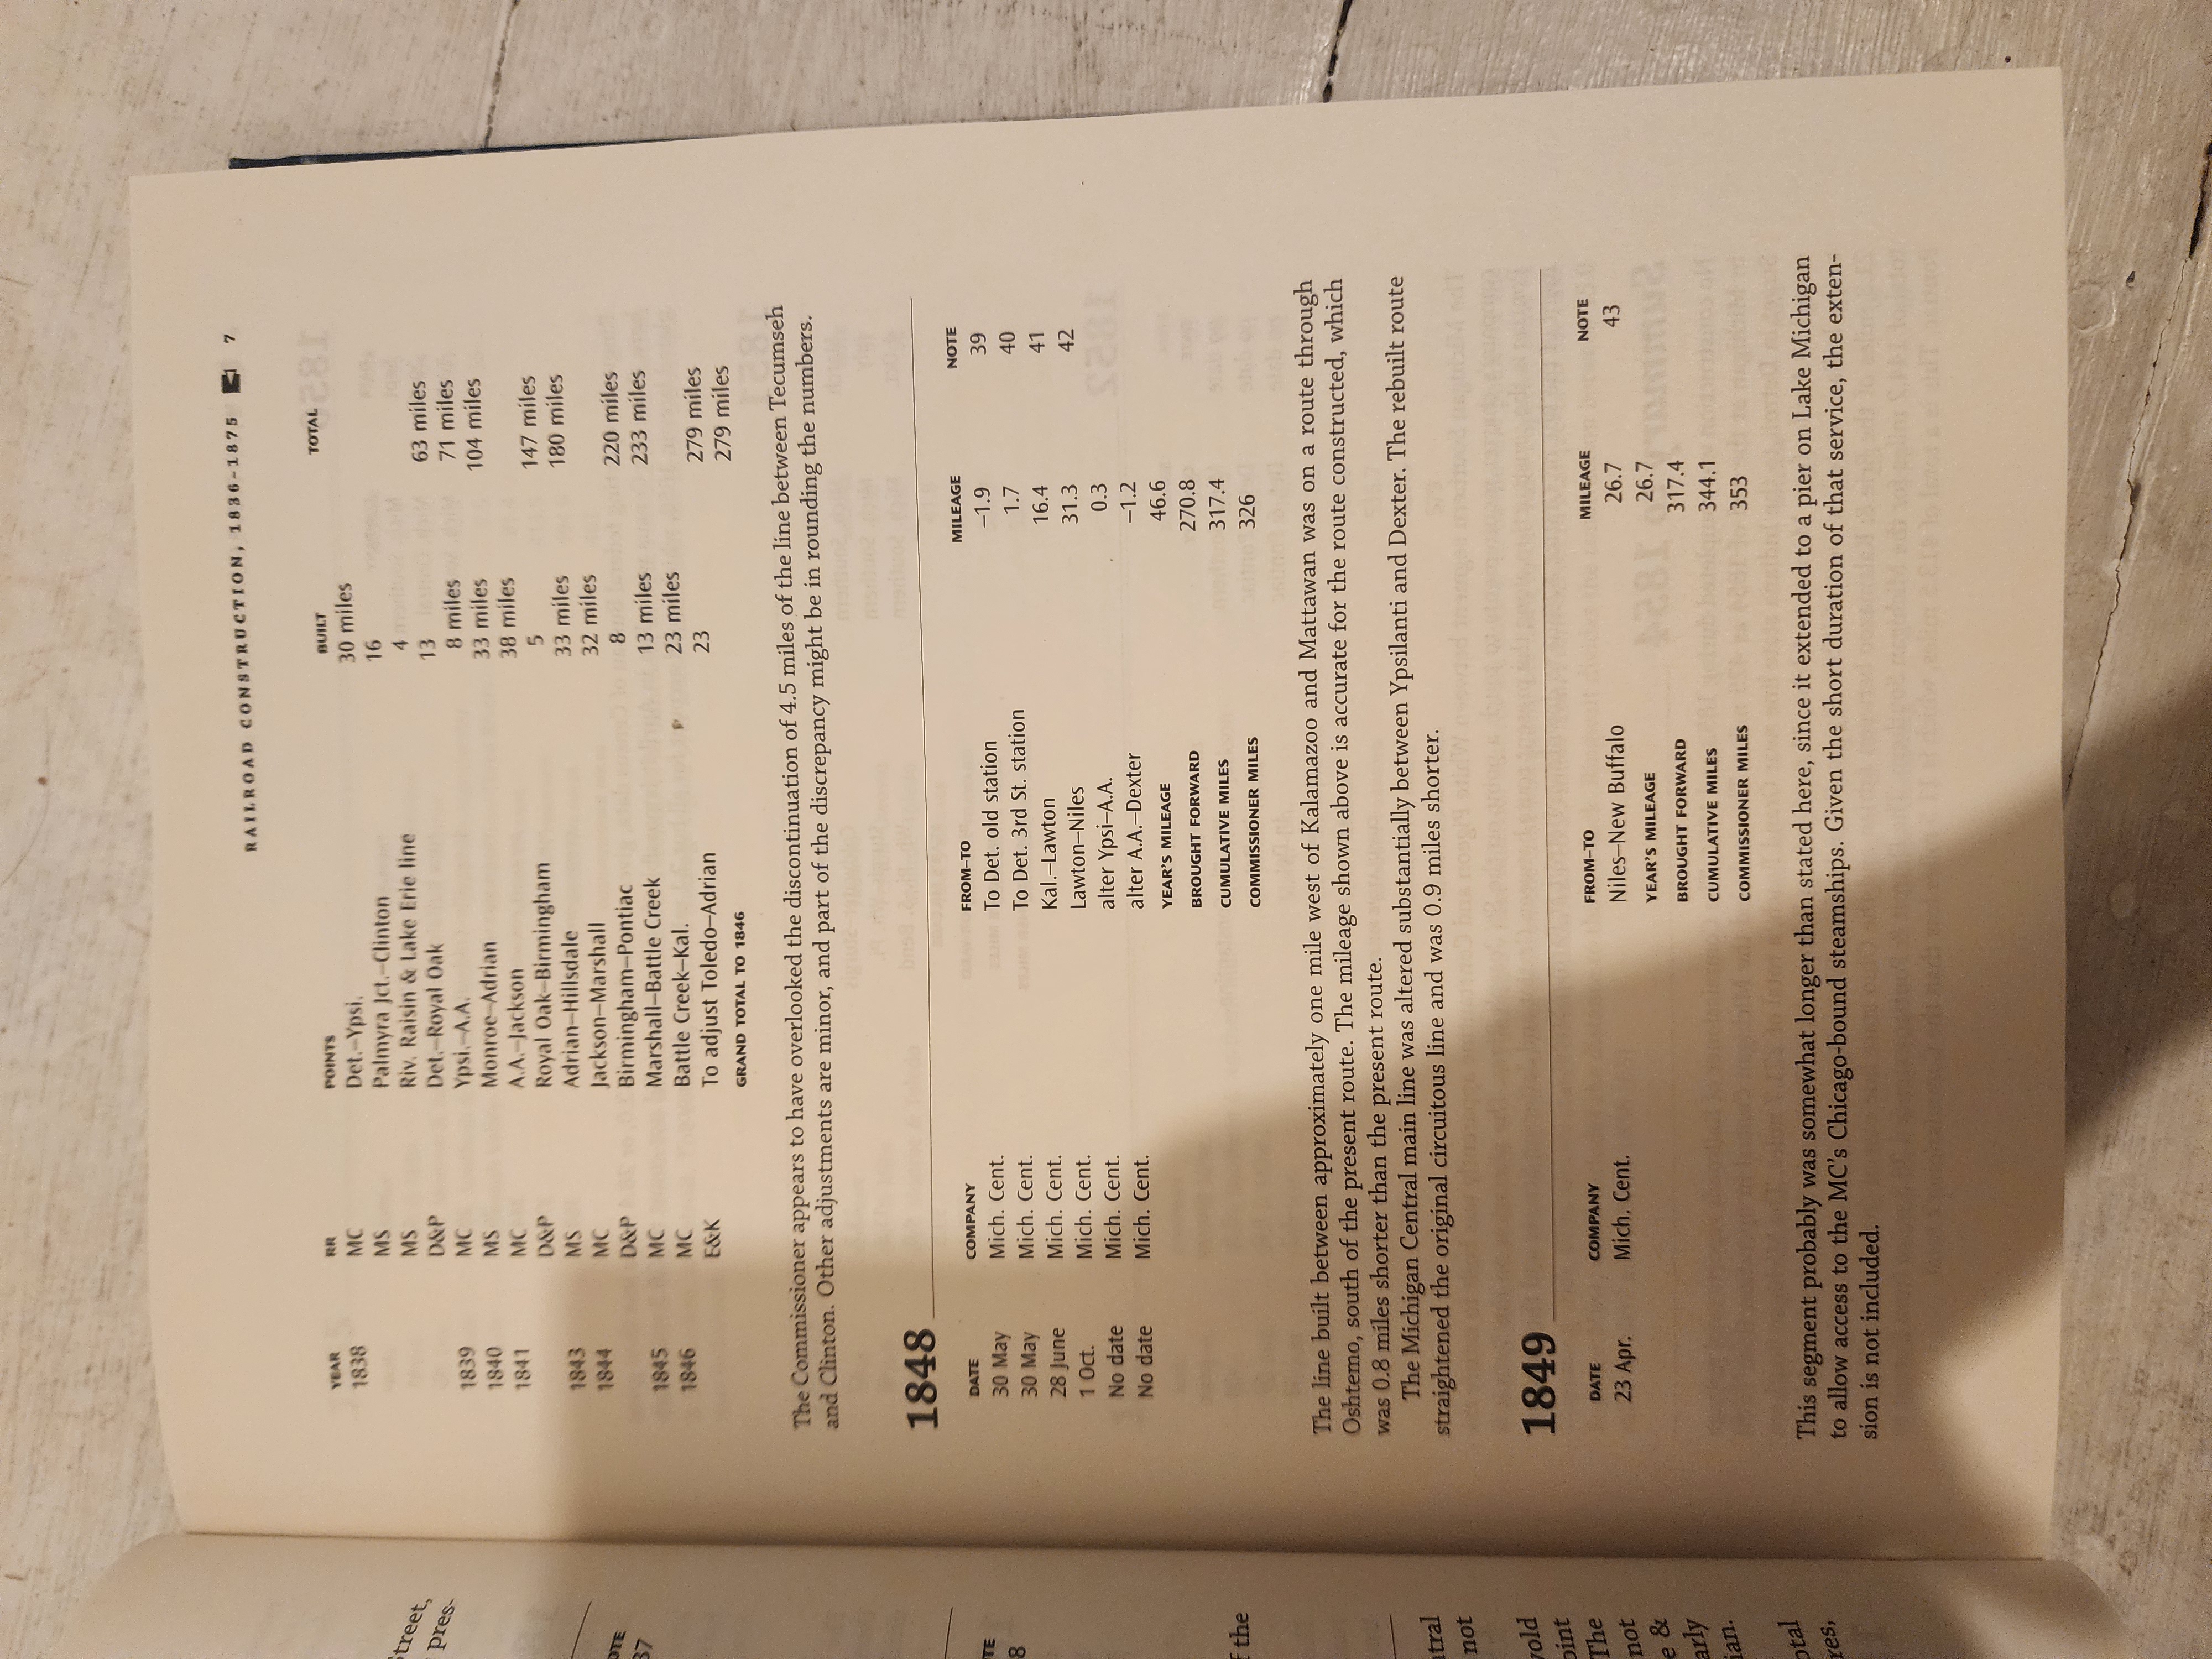 RAILROAD CONSTRUCTION, 1836-1875 7
YEAR RR POINTS BUILT TOTAL
1838 MC Det.–Ypsi. 30 miles
MS Palmyra Jct.–Clinton 16
MS Riv. Raisin & Lake Erie line 4
D&P Det.–Royal Oak 13 63 miles
1839 MC Ypsi.–A.A. 8 miles 71 miles
1840 MS Monroe–Adrian 33 miles 104 miles
1841 MC A.A.–Jackson 38 miles
D&P Royal Oak–Birmingham 5 147 miles
1843 MS Adrian–Hillsdale 33 miles 180 miles
1844 MC Jackson–Marshall 32 miles
D&P Birmingham–Pontiac 8 220 miles
1845 MC Marshall–Battle Creek 13 miles 233 miles
1846 MC Battle Creek–Kal. 23 miles
E&K To adjust Toledo–Adrian 23 279 miles
GRAND TOTAL TO 1846 279 miles
The Commissioner appears to have overlooked the discontinuation of 4.5 miles of the line between Tecumseh
and Clinton. Other adjustments are minor, and part of the discrepancy might be in rounding the numbers.
1848
DATE COMPANY FROM–TO MILEAGE NOTE
30 May Mich. Cent. To Det. old station –1.9 39
30 May Mich. Cent. To Det. 3rd St. station 1.7 40
28 June Mich. Cent. Kal.–Lawton 16.4 41
1 Oct. Mich. Cent. Lawton–Niles 31.3 42
No date Mich. Cent. alter Ypsi–A.A. 0.3
No date Mich. Cent. alter A.A.–Dexter –1.2
YEAR'S MILEAGE 46.6
BROUGHT FORWARD 270.8
CUMULATIVE MILES 317.4
COMMISSIONER MILES 326
The line built between approximately one mile west of Kalamazoo and Mattawan was on a route through
Oshtemo, south of the present route. The mileage shown above is accurate for the route constructed, which
was 0.8 miles shorter than the present route.
The Michigan Central main line was altered substantially between Ypsilanti and Dexter. The rebuilt route
straightened the original circuitous line and was 0.9 miles shorter.
1849
DATE COMPANY FROM–TO MILEAGE NOTE
23 Apr. Mich. Cent. Niles–New Buffalo 26.7 43
YEAR'S MILEAGE 26.7
BROUGHT FORWARD 317.4
CUMULATIVE MILES 344.1
COMMISSIONER MILES 353
This segment probably was somewhat longer than stated here, since it extended to a pier on Lake Michigan
to allow access to the MC's Chicago-bound steamships. Given the short duration of that service, the exten-
sion is not included.
Street,
pres-
OTE
37
TE
8
f the
ntral
not
oint
The
not
e &
arly
ian.
otal
res,